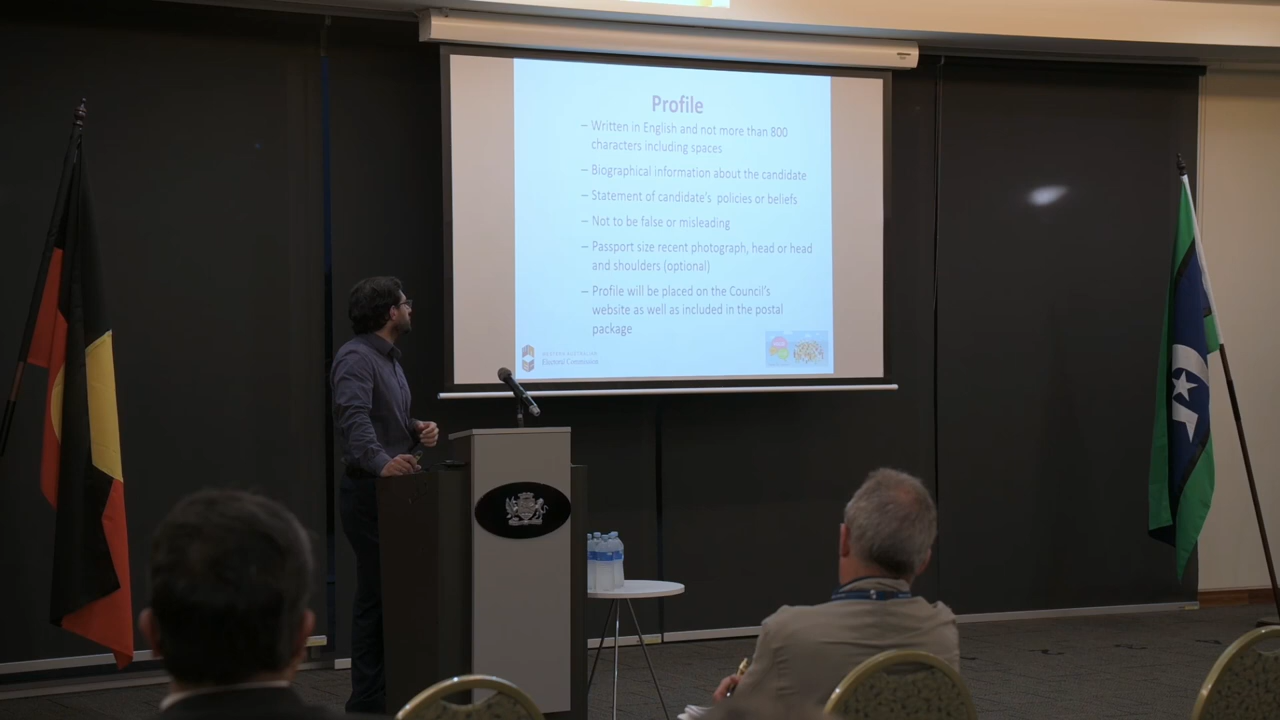 Profile
– Written in English and not more than 800
characters including spaces
– Biographical information about the candidate
– Statement of candidate's policies or beliefs
– Not to be false or misleading
– Passport size recent photograph, head or head
and shoulders (optional)
– Profile will be placed on the Council's
website as well as included in the postal
package
WESTERN AUSTRALIAN
Electoral Commission